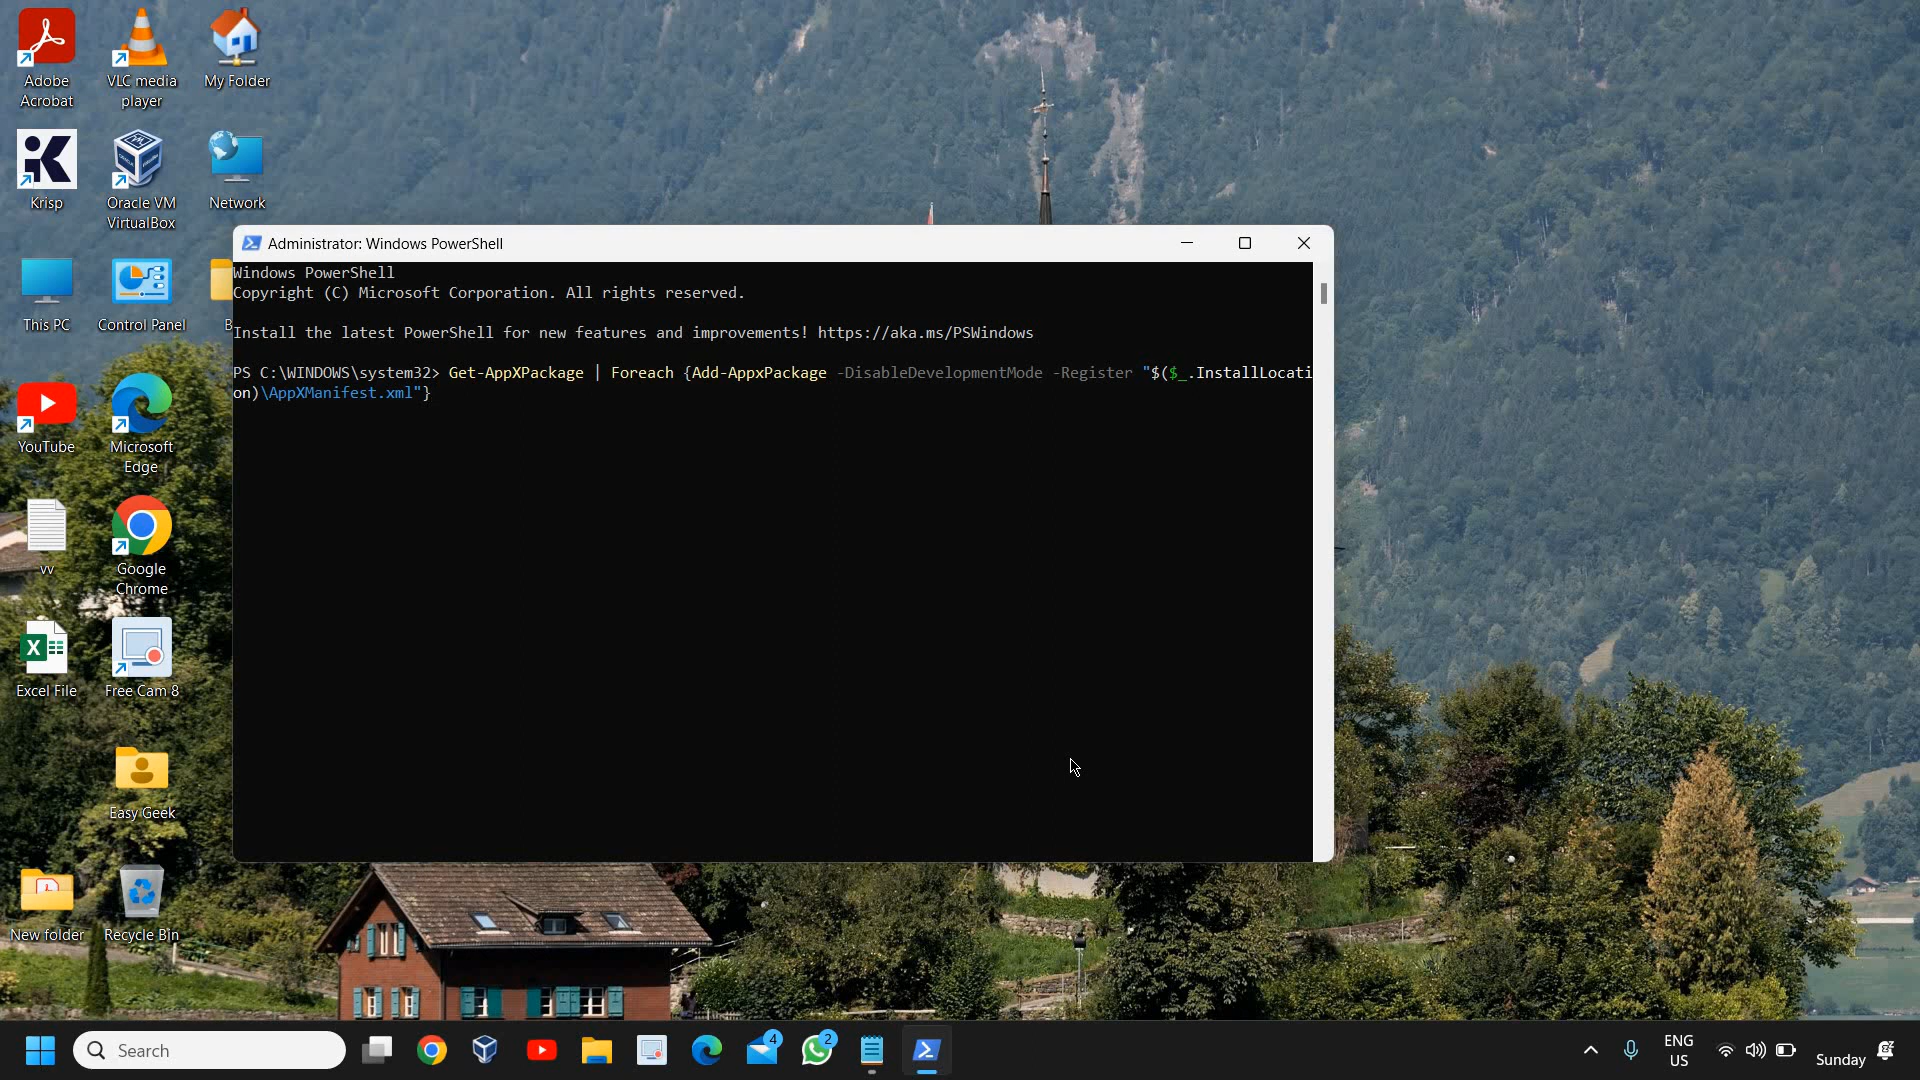 Adobe
Acrobat
VLC media
player
My Folder
Krisp
Oracle VM
VirtualBox
Network
This PC
Control Panel
B
YouTube
Microsoft
Edge
vv
Google
Chrome
Excel File
Free Cam 8
Easy Geek
New folder
Recycle Bin
Administrator: Windows PowerShell
Windows PowerShell
Copyright (C) Microsoft Corporation. All rights reserved.
Install the latest PowerShell for new features and improvements! https://aka.ms/PSWindows
PS C:\WINDOWS\system32> Get-AppXPackage | Foreach {Add-AppxPackage -DisableDevelopmentMode -Register "$($_.InstallLocati
on)\AppXManifest.xml"}
Search
4
2
ENG
US
Sunday